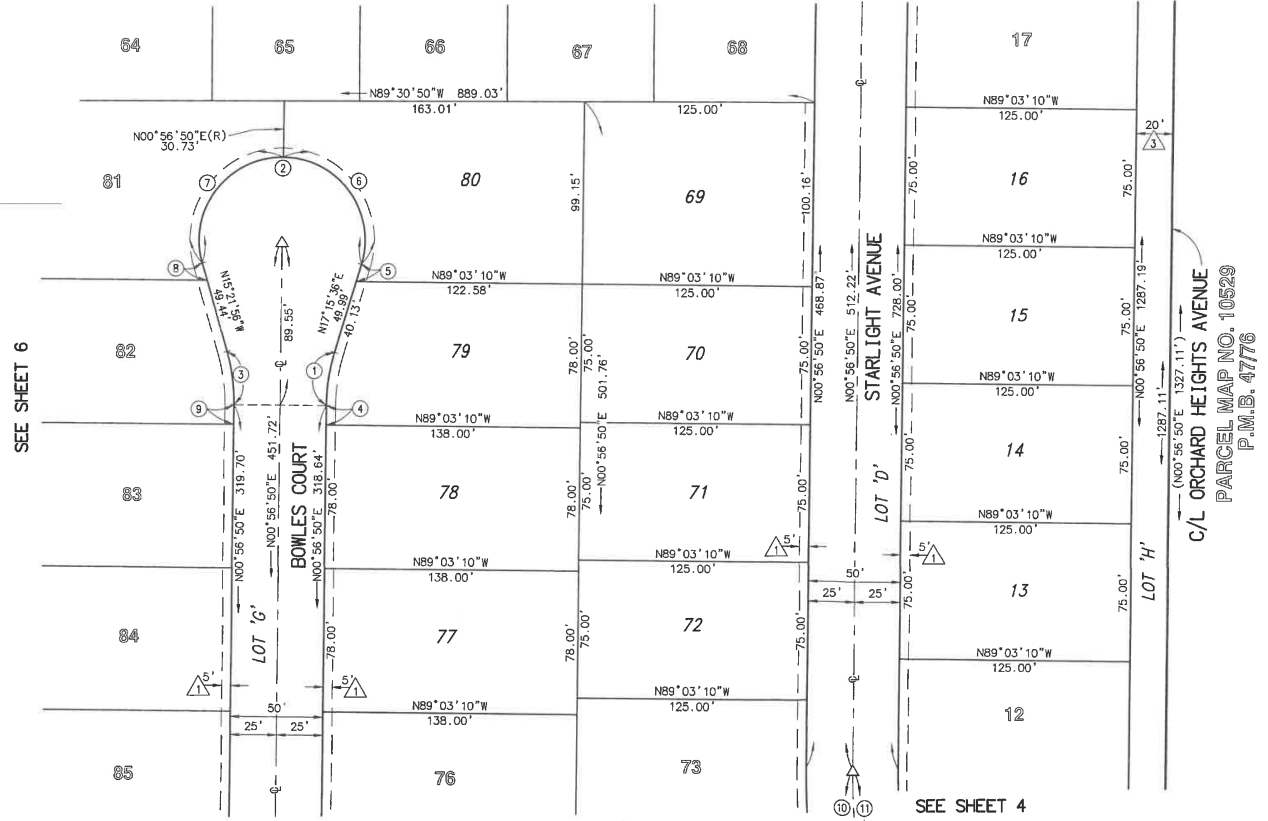 64
65
66
67
68
17
N89°30'50"W 889.03'
163.01'
125.00'
N89°03'10"W
125.00'
20'
3
N00°56'50"E(R)
30.73'
2
7
6
81
80
99.15'
69
100.16'
75.00'
16
75.00'
N89°03'10"W
125.00'
8
5
N15°21'56"W
49.44'
89.55'
N17°15'36"E
49.99'
40.13'
N89°03'10"W
122.58'
N89°03'10"W
125.00'
N00°56'50"E 468.87'
N00°56'50"E 512.22'
STARLIGHT AVENUE
N00°56'50"E 728.00'
75.00'
15
75.00'
N00°56'50"E 1287.19'
N89°03'10"W
125.00'
SEE SHEET 6
82
3
1
79
78.00'
75.00'
70
75.00'
9
4
N89°03'10"W
138.00'
N00°56'50"E 501.76'
N89°03'10"W
125.00'
75.00'
14
75.00'
1287.11'
(N00°56'50"E 1327.11')
C/L ORCHARD HEIGHTS AVENUE
PARCEL MAP NO. 10529
P.M.B. 47/76
83
N00°56'50"E 319.70'
N00°56'50"E 451.72'
BOWLES COURT
N00°56'50"E 318.64'
78.00'
78
78.00'
75.00'
71
75.00'
LOT 'D'
N89°03'10"W
125.00'
N89°03'10"W
138.00'
N89°03'10"W
125.00'
1
5'
5'
1
50'
25'
25'
75.00'
13
75.00'
LOT 'H'
84
LOT 'G'
78.00'
77
78.00'
75.00'
72
75.00'
N89°03'10"W
125.00'
1
5'
5'
1
50'
25'
25'
N89°03'10"W
138.00'
N89°03'10"W
125.00'
12
85
76
73
10
11
SEE SHEET 4